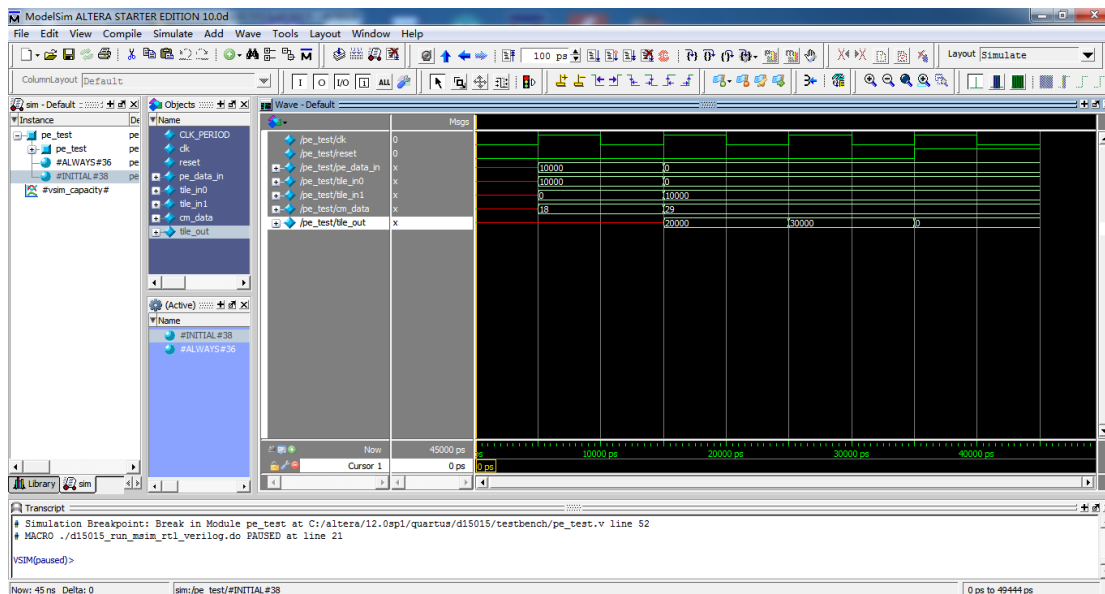 ModelSim ALTERA STARTER EDITION 10.0d
File Edit View Compile Simulate Add Wave Tools Layout Window Help
100 ps
Layout Simulate
ColumnLayout Default
I O I/O ALL
sim - Default
Objects
Wave - Default
Instance
De
Name
Msgs
pe_test
pe
pe_test
pe
#ALWAYS#36
pe
#INITIAL#38
pe
#vsim_capacity#
CLK_PERIOD
clk
reset
pe_data_in
tile_in0
tile_in1
cm_data
tile_out
/pe_test/clk
0
/pe_test/reset
0
/pe_test/pe_data_in
x
10000
0
/pe_test/tile_in0
x
10000
0
/pe_test/tile_in1
x
0
10000
/pe_test/cm_data
x
18
29
/pe_test/tile_out
x
20000
30000
0
(Active)
Name
#INITIAL#38
#ALWAYS#36
Now
45000 ps
10000 ps
20000 ps
30000 ps
40000 ps
Cursor 1
0 ps
0 ps
Library
sim
Transcript
# Simulation Breakpoint: Break in Module pe_test at C:/altera/12.0sp1/quartus/d15015/testbench/pe_test.v line 52
# MACRO ./d15015_run_msim_rtl_verilog.do PAUSED at line 21
VSIM(paused)>
Now: 45 ns Delta: 0
sim:/pe_test/#INITIAL#38
0 ps to 49444 ps